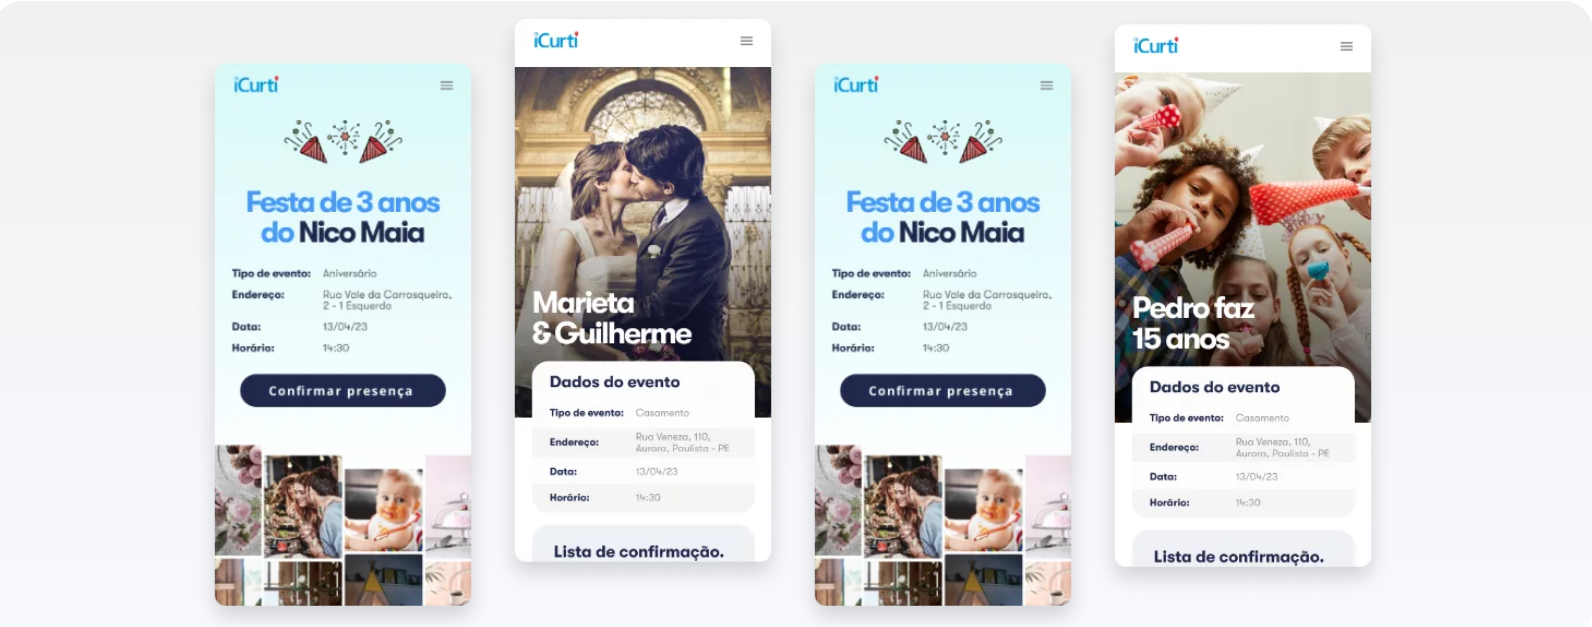 iCurti
Festa de 3 anos
do Nico Maia
Tipo de evento: Aniversário
Endereço: Rua Vale da Carrosqueira,
2 - 1 Esquerdo
Data: 13/04/23
Horário: 14:30
Confirmar presença
iCurti
Marieta
& Guilherme
Dados do evento
Tipo de evento: Casamento
Endereço: Rua Veneza, 110,
Aurora, Paulista - PE
Data: 13/04/23
Horário: 14:30
Lista de confirmação.
iCurti
Festa de 3 anos
do Nico Maia
Tipo de evento: Aniversário
Endereço: Rua Vale da Carrosqueira,
2 - 1 Esquerdo
Data: 13/04/23
Horário: 14:30
Confirmar presença
iCurti
Pedro faz
15 anos
Dados do evento
Tipo de evento: Casamento
Endereço: Rua Veneza, 110,
Aurora, Paulista - PE
Data: 13/04/23
Horário: 14:30
Lista de confirmação.